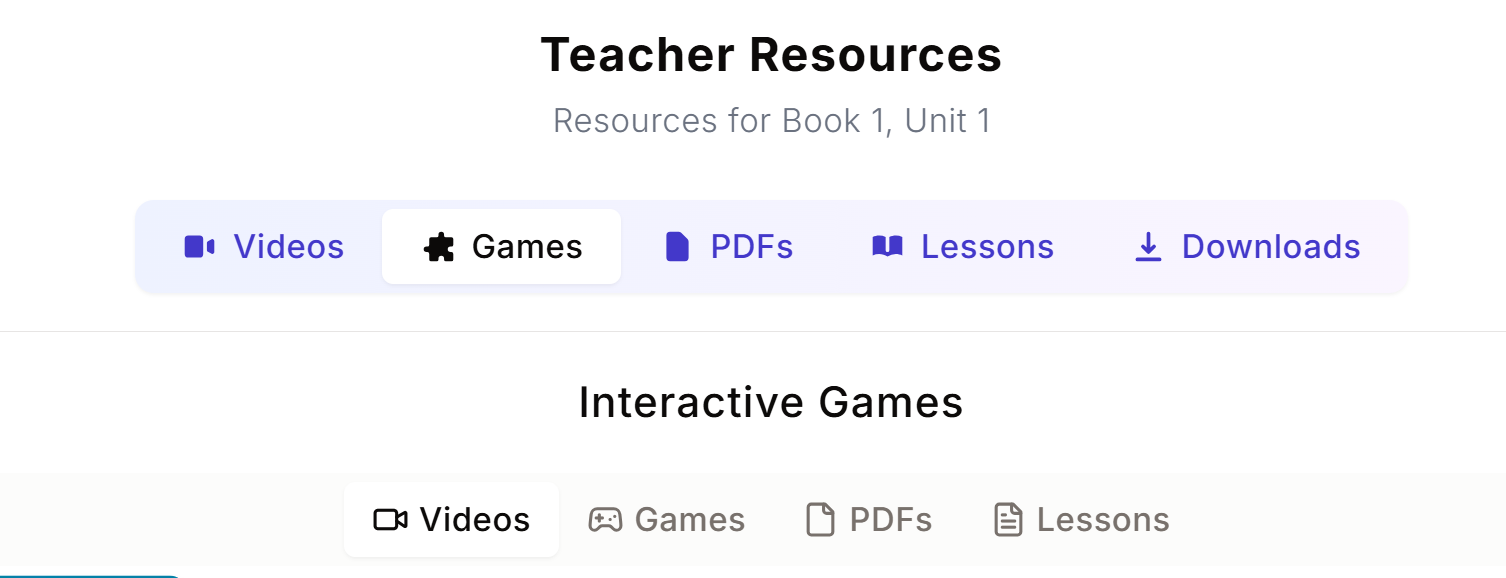 Teacher Resources
Resources for Book 1, Unit 1
Videos Games PDFs Lessons Downloads
Interactive Games
Videos Games PDFs Lessons